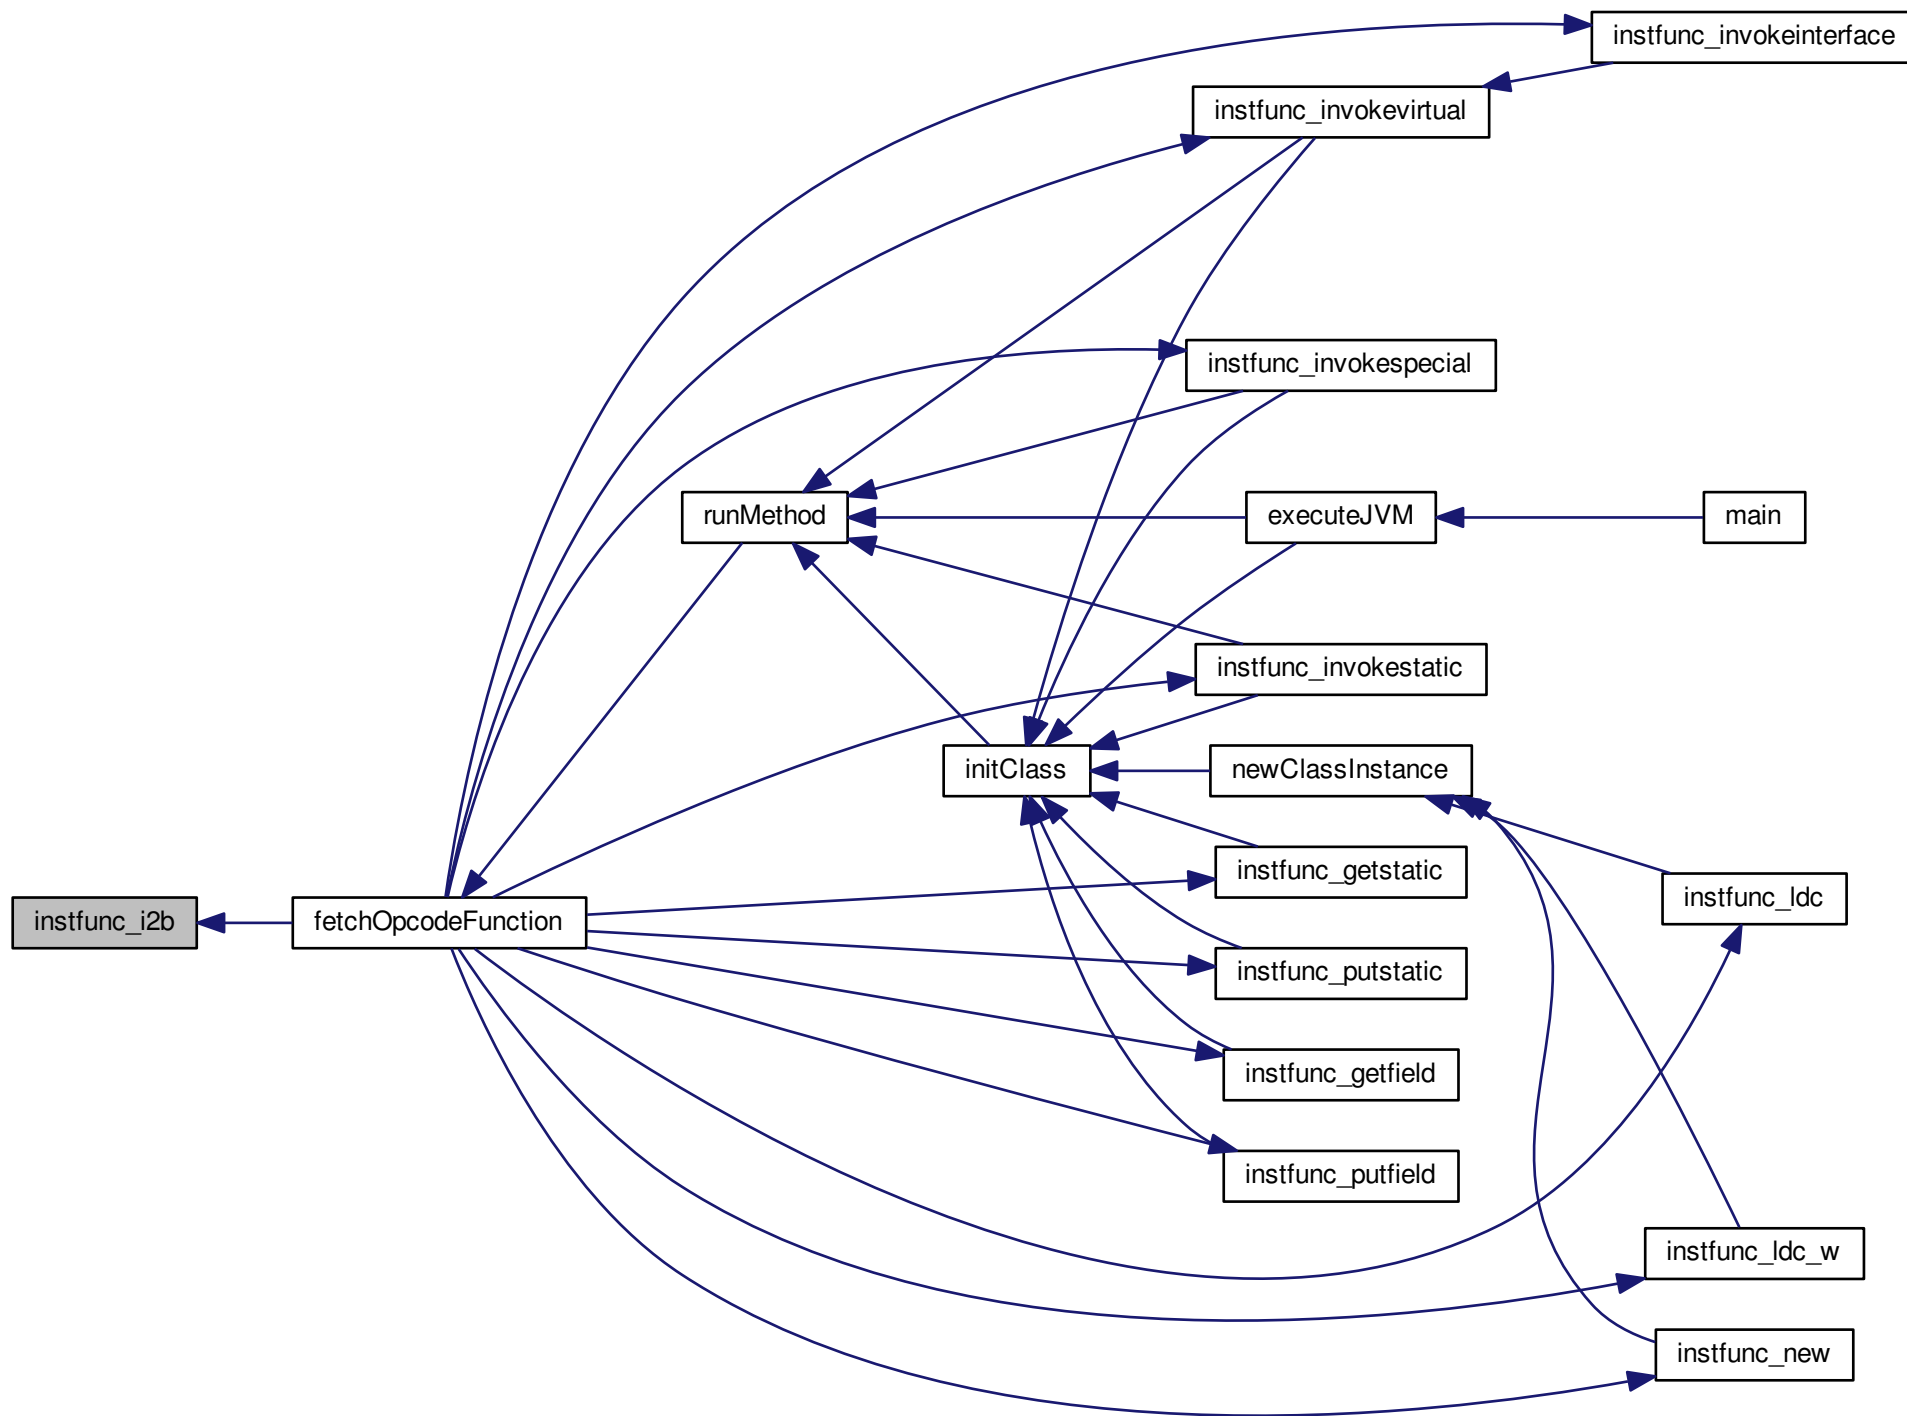 instfunc_invokeinterface
instfunc_invokevirtual
instfunc_invokespecial
runMethod
executeJVM
main
instfunc_invokestatic
initClass
newClassInstance
instfunc_getstatic
instfunc_ldc
instfunc_i2b
fetchOpcodeFunction
instfunc_putstatic
instfunc_getfield
instfunc_putfield
instfunc_ldc_w
instfunc_new